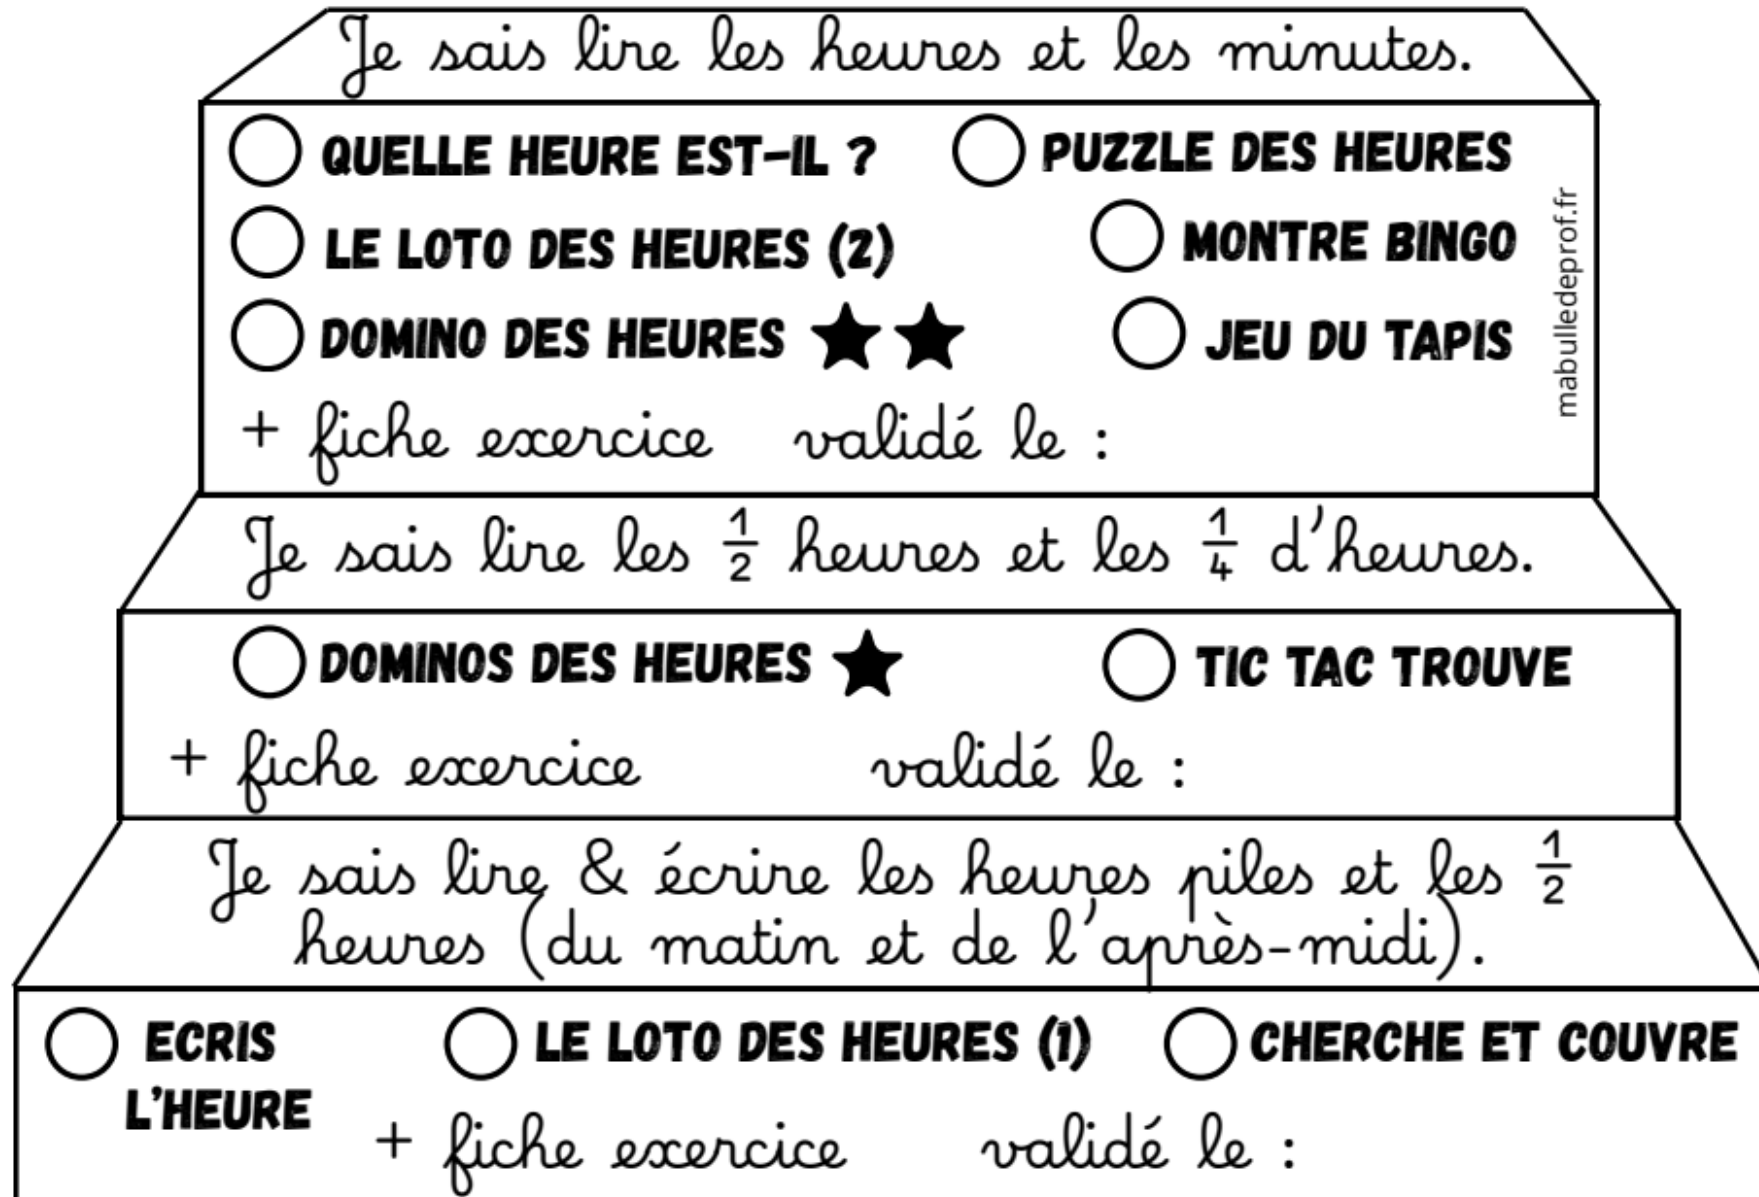 Je sais lire les heures et les minutes.
QUELLE HEURE EST-IL ? PUZZLE DES HEURES
LE LOTO DES HEURES (2) MONTRE BINGO
DOMINO DES HEURES ★★ JEU DU TAPIS
+ fiche exercice validé le :
mabulledeprof.fr
Je sais lire les 1/2 heures et les 1/4 d'heures.
DOMINOS DES HEURES ★ TIC TAC TROUVE
+ fiche exercice validé le :
Je sais lire & écrire les heures piles et les 1/2
heures (du matin et de l'après-midi).
ECRIS LE LOTO DES HEURES (1) CHERCHE ET COUVRE
L'HEURE
+ fiche exercice validé le :